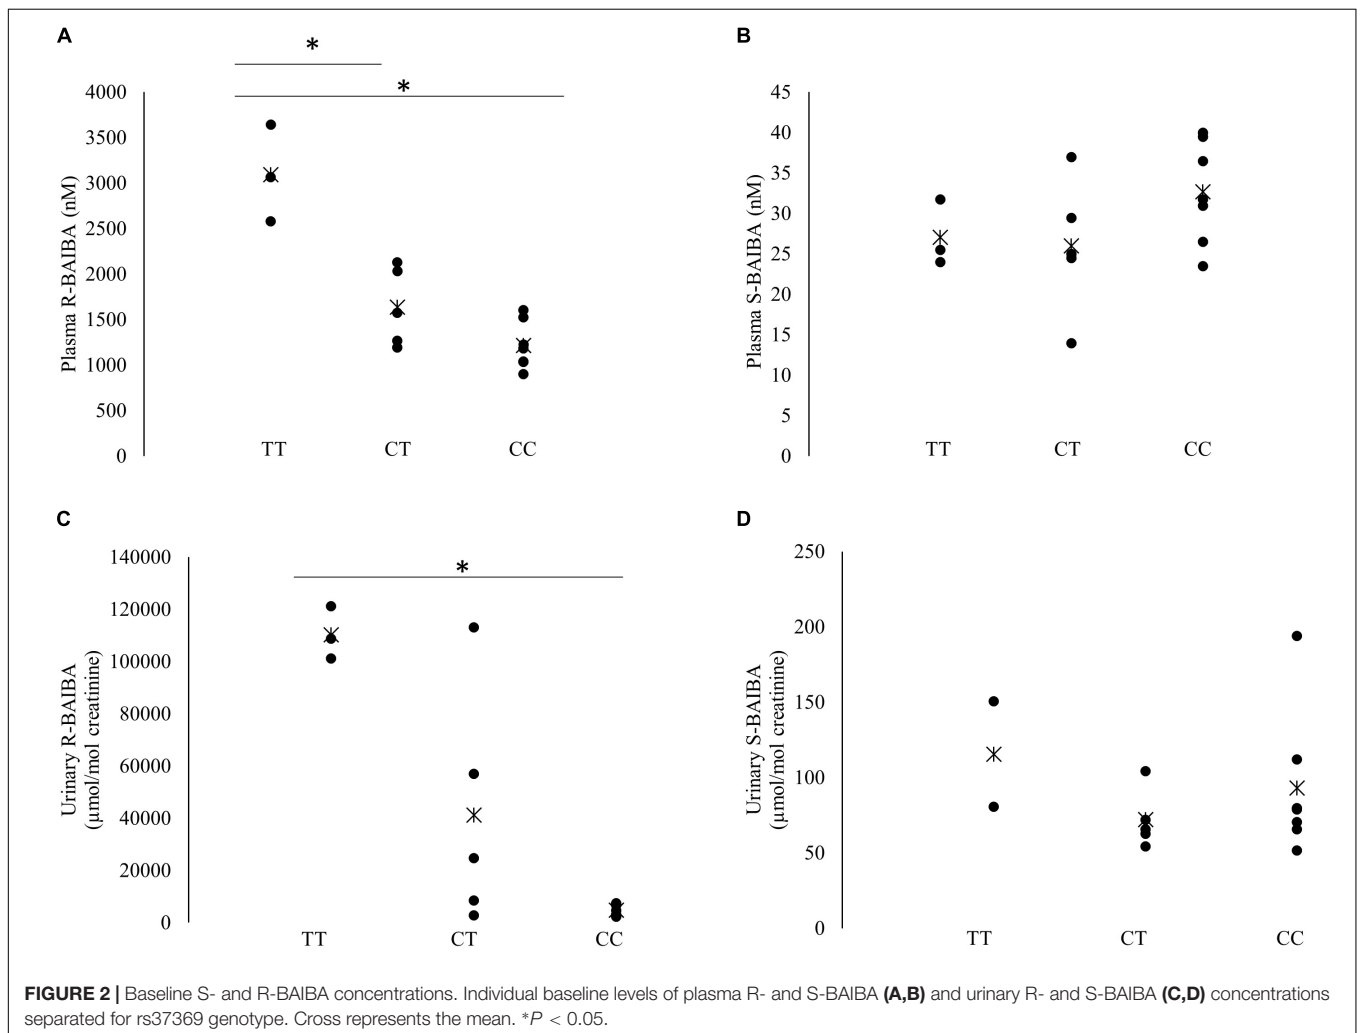 A
*
*
4000
3500
3000
2500
2000
1500
1000
500
0
Plasma R-BAIBA (nM)
TT CT CC
B
45
40
35
30
25
20
15
10
5
0
Plasma S-BAIBA (nM)
TT CT CC
C
*
140000
120000
100000
80000
60000
40000
20000
0
Urinary R-BAIBA
(µmol/mol creatinine)
TT CT CC
D
250
200
150
100
50
0
Urinary S-BAIBA
(µmol/mol creatinine)
TT CT CC
FIGURE 2 | Baseline S- and R-BAIBA concentrations. Individual baseline levels of plasma R- and S-BAIBA (A,B) and urinary R- and S-BAIBA (C,D) concentrations
separated for rs37369 genotype. Cross represents the mean. *P < 0.05.